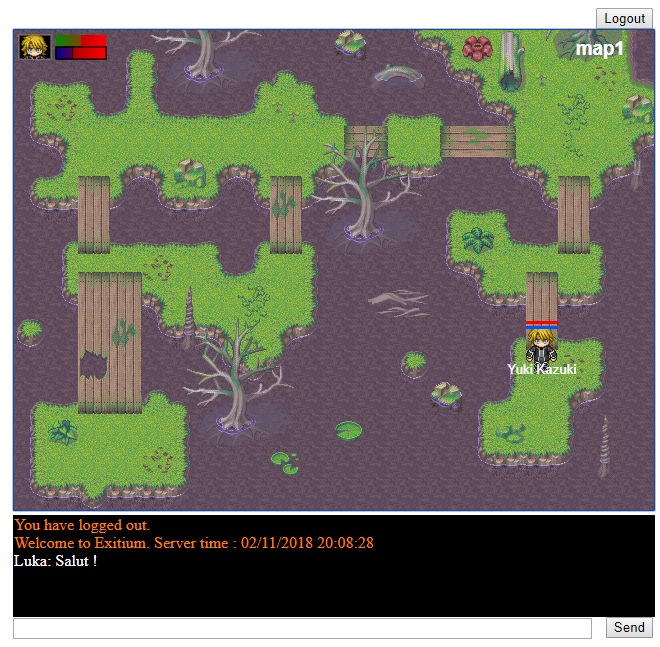 Logout
map1
Yuki Kazuki
You have logged out.
Welcome to Exitium. Server time : 02/11/2018 20:08:28
Luka: Salut !
Send